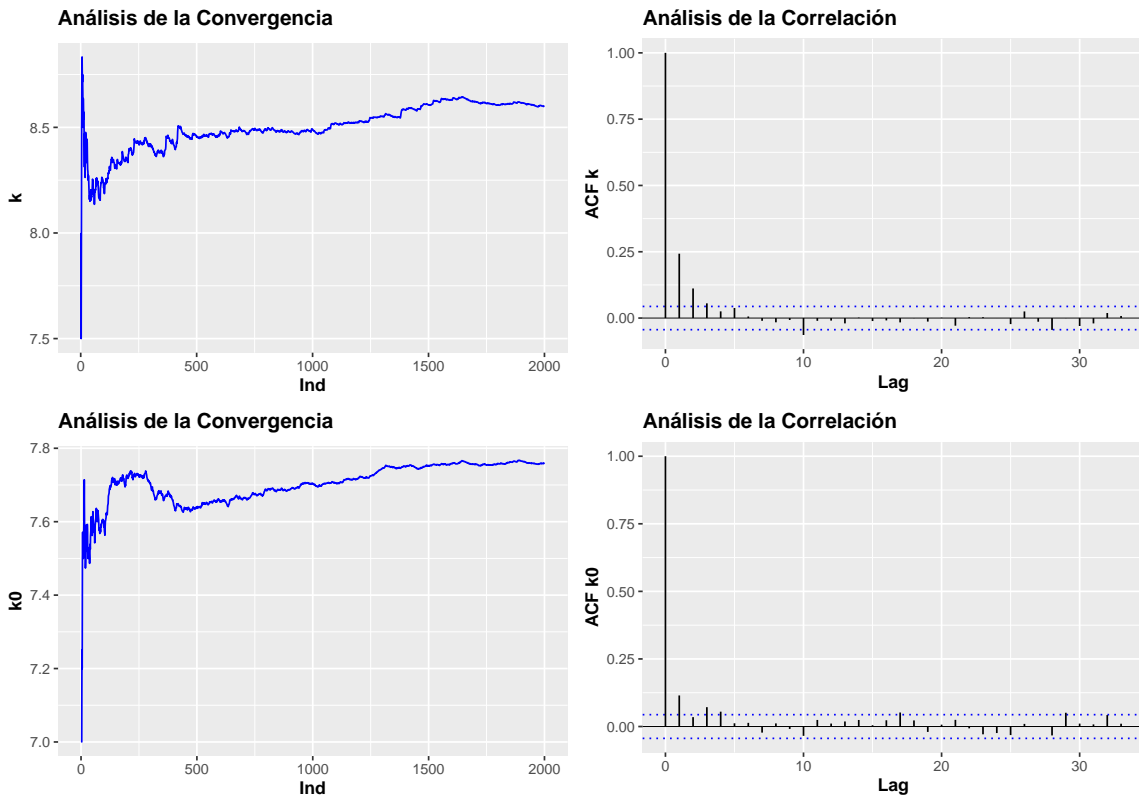 Análisis de la Convergencia
8.5
8.0
7.5
k
0 500 1000 1500 2000
Ind
Análisis de la Correlación
1.00
0.75
0.50
0.25
0.00
ACF k
0 10 20 30
Lag
Análisis de la Convergencia
7.8
7.6
7.4
7.2
7.0
k0
0 500 1000 1500 2000
Ind
Análisis de la Correlación
1.00
0.75
0.50
0.25
0.00
ACF k0
0 10 20 30
Lag